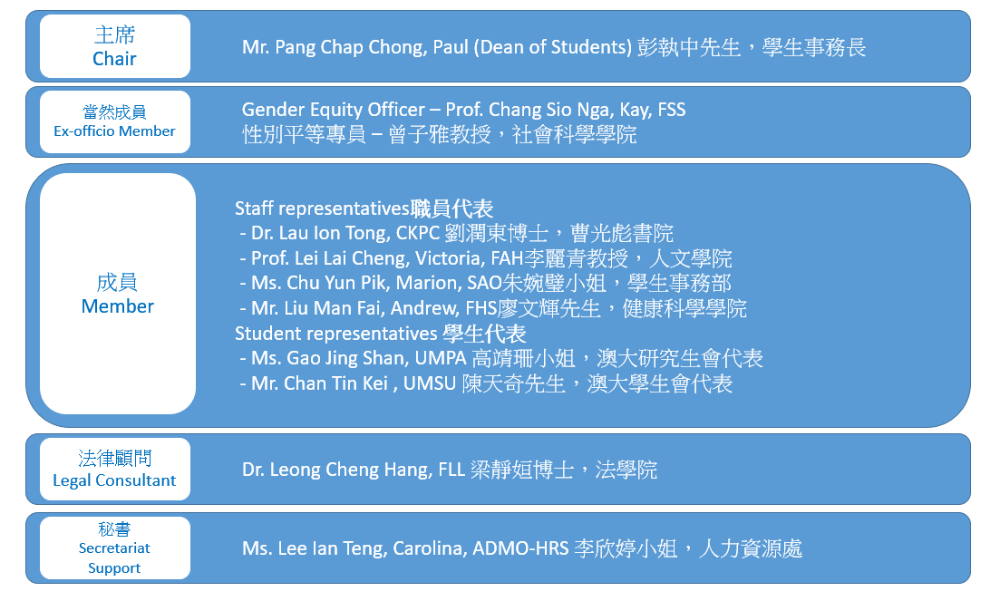 主席
Chair
Mr. Pang Chap Chong, Paul (Dean of Students) 彭執中先生，學生事務長
當然成員
Ex-officio Member
Gender Equity Officer – Prof. Chang Sio Nga, Kay, FSS
性別平等專員 – 曾子雅教授，社會科學學院
成員
Member
Staff representatives職員代表
- Dr. Lau Ion Tong, CKPC 劉潤東博士，曹光彪書院
- Prof. Lei Lai Cheng, Victoria, FAH李麗青教授，人文學院
- Ms. Chu Yun Pik, Marion, SAO朱婉璧小姐，學生事務部
- Mr. Liu Man Fai, Andrew, FHS廖文輝先生，健康科學學院
Student representatives 學生代表
- Ms. Gao Jing Shan, UMPA 高靖珊小姐，澳大研究生會代表
- Mr. Chan Tin Kei , UMSU 陳天奇先生，澳大學生會代表
法律顧問
Legal Consultant
Dr. Leong Cheng Hang, FLL 梁靜姮博士，法學院
秘書
Secretariat
Support
Ms. Lee Ian Teng, Carolina, ADMO-HRS 李欣婷小姐，人力資源處